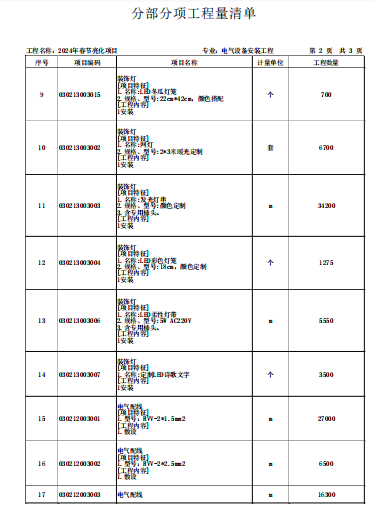 分部分项工程量清单
工程名称: 2024年春节亮化项目 专业: 电气设备安装工程 第 2 页 共 3 页
序号 项目编码 项目名称 计量单位 工程数量
9 030213003015 装饰灯 个 700
[项目特征]
1. 名称:LED冬瓜灯笼
2. 规格、型号:22cm*42cm, 颜色搭配
[工程内容]
1安装
10 030213003002 装饰灯 套 6700
[项目特征]
1. 名称:网灯
2. 规格、型号:2*3米暖光定制
[工程内容]
1安装
11 030213003003 装饰灯 m 34200
[项目特征]
1. 名称:发光灯串
2. 规格、型号:颜色定制
3. 含专用插头。
[工程内容]
1安装
12 030213003004 装饰灯 个 1275
[项目特征]
1. 名称:LED彩色灯笼
2. 规格、型号:18cm, 颜色定制
[工程内容]
1安装
13 030213003006 装饰灯 m 5550
[项目特征]
1. 名称:LED柔性灯带
2. 规格、型号:5W AC220V
3. 含专用插头。
[工程内容]
1安装
14 030213003007 装饰灯 个 3500
[项目特征]
1. 名称:定制LED诗歌文字
[工程内容]
1安装
15 030212003001 电气配线 m 27000
[项目特征]
1. 型号: RVV-2*1.5mm2
[工程内容]
1. 敷设
16 030212003002 电气配线 m 6500
[项目特征]
1. 型号: RVV-2*2.5mm2
[工程内容]
1. 敷设
17 030212003003 电气配线 m 16300